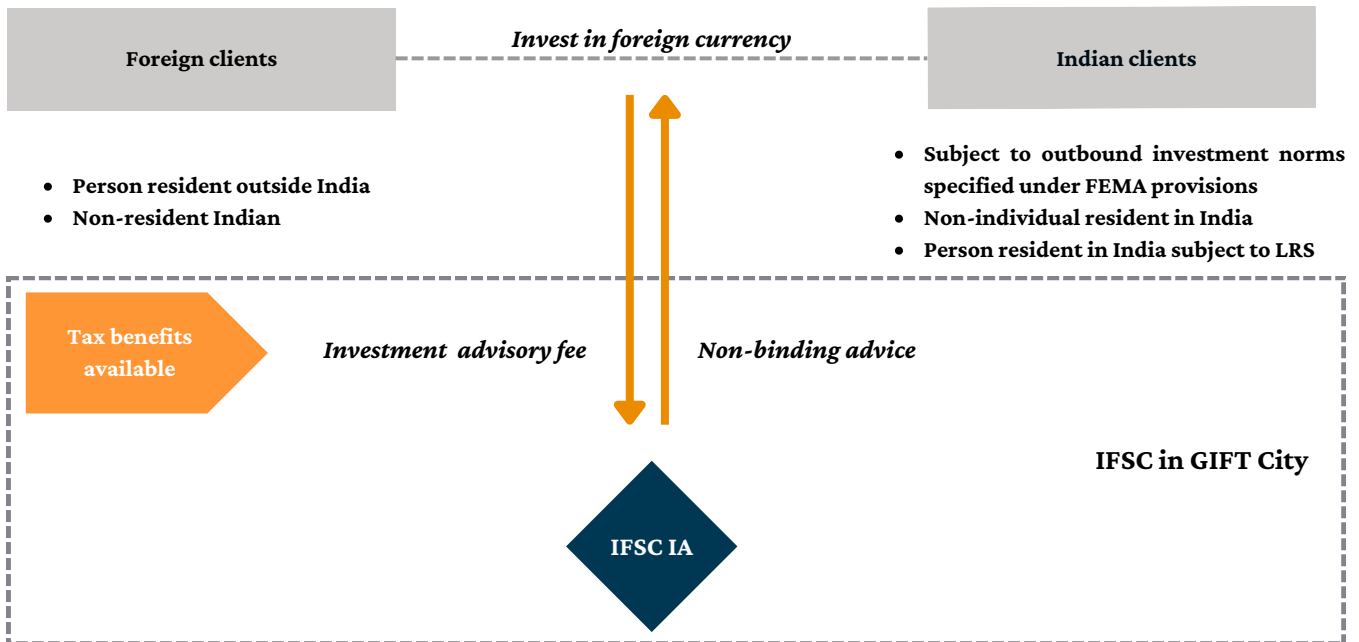 Invest in foreign currency
Foreign clients
Indian clients
• Person resident outside India
• Non-resident Indian
• Subject to outbound investment norms
specified under FEMA provisions
• Non-individual resident in India
• Person resident in India subject to LRS
Tax benefits
available
Investment advisory fee
Non-binding advice
IFSC in GIFT City
IFSC IA